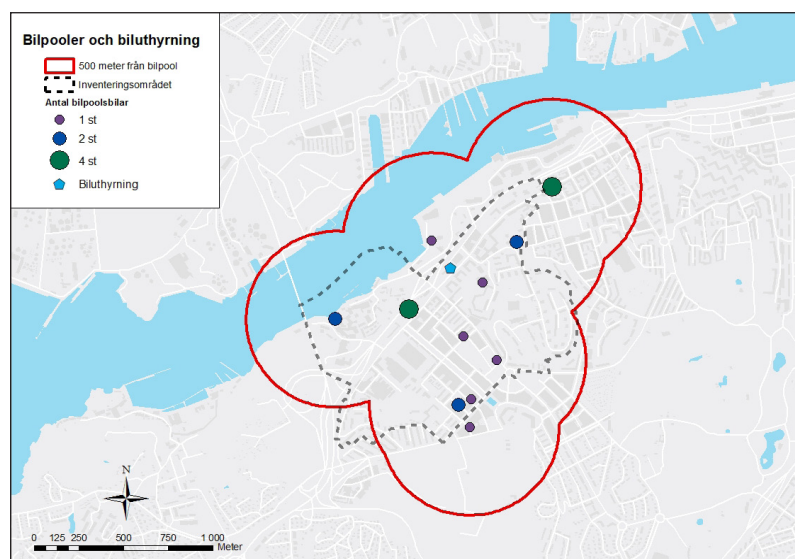 Bilpooler och biluthyrning
500 meter från bilpool
Inventeringsområdet
Antal bilpoolsbilar
1 st
2 st
4 st
Biluthyrning
N
0 125 250 500 750 1 000
Meter